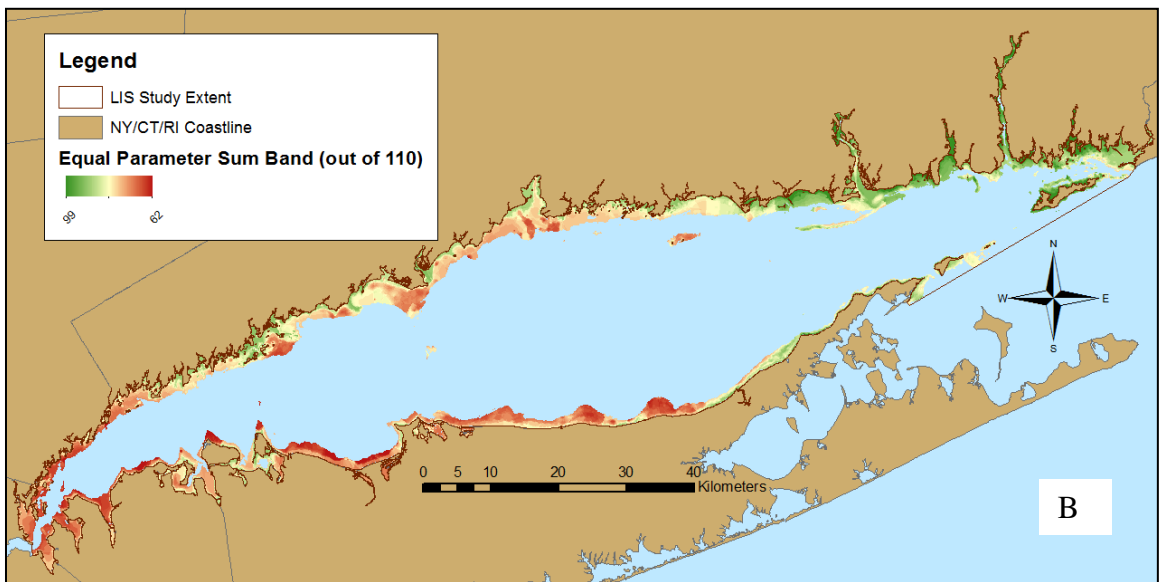 Legend
LIS Study Extent
NY/CT/RI Coastline
Equal Parameter Sum Band (out of 110)
99 62
N
W E
S
0 5 10 20 30 40
Kilometers
B